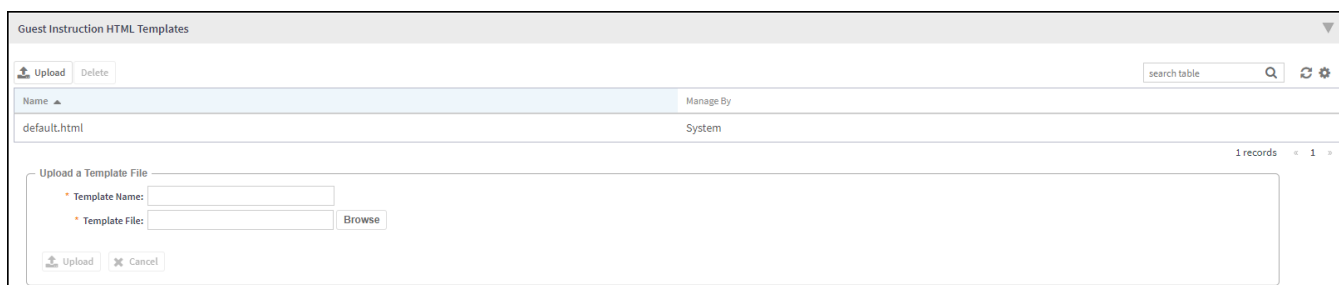 Guest Instruction HTML Templates
Upload Delete search table
Name Manage By
default.html System
1 records « 1 »
Upload a Template File
* Template Name:
* Template File: Browse
Upload Cancel